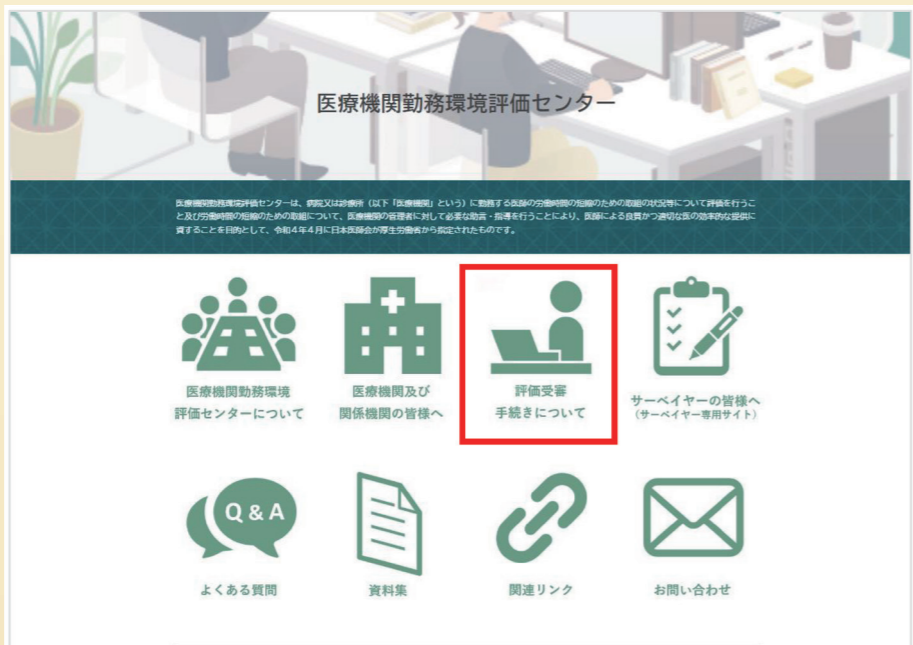 医療機関勤務環境評価センター
医療機関勤務環境評価センターは、病院又は診療所（以下「医療機関」という）に勤務する医師の労働時間の短縮のための取組の状況等について評価を行うこ
と及び労働時間の短縮のための取組について、医療機関の管理者に対して必要な助言・指導を行うことにより、医師による良質かつ適切な医の効率的な提供に
資することを目的として、令和４年４月に日本医師会が厚生労働省から指定されたものです。
医療機関勤務環境
評価センターについて
医療機関及び
関係機関の皆様へ
評価受審
手続きについて
サーベイヤーの皆様へ
（サーベイヤー専用サイト）
Q & A
よくある質問
資料集
関連リンク
お問い合わせ